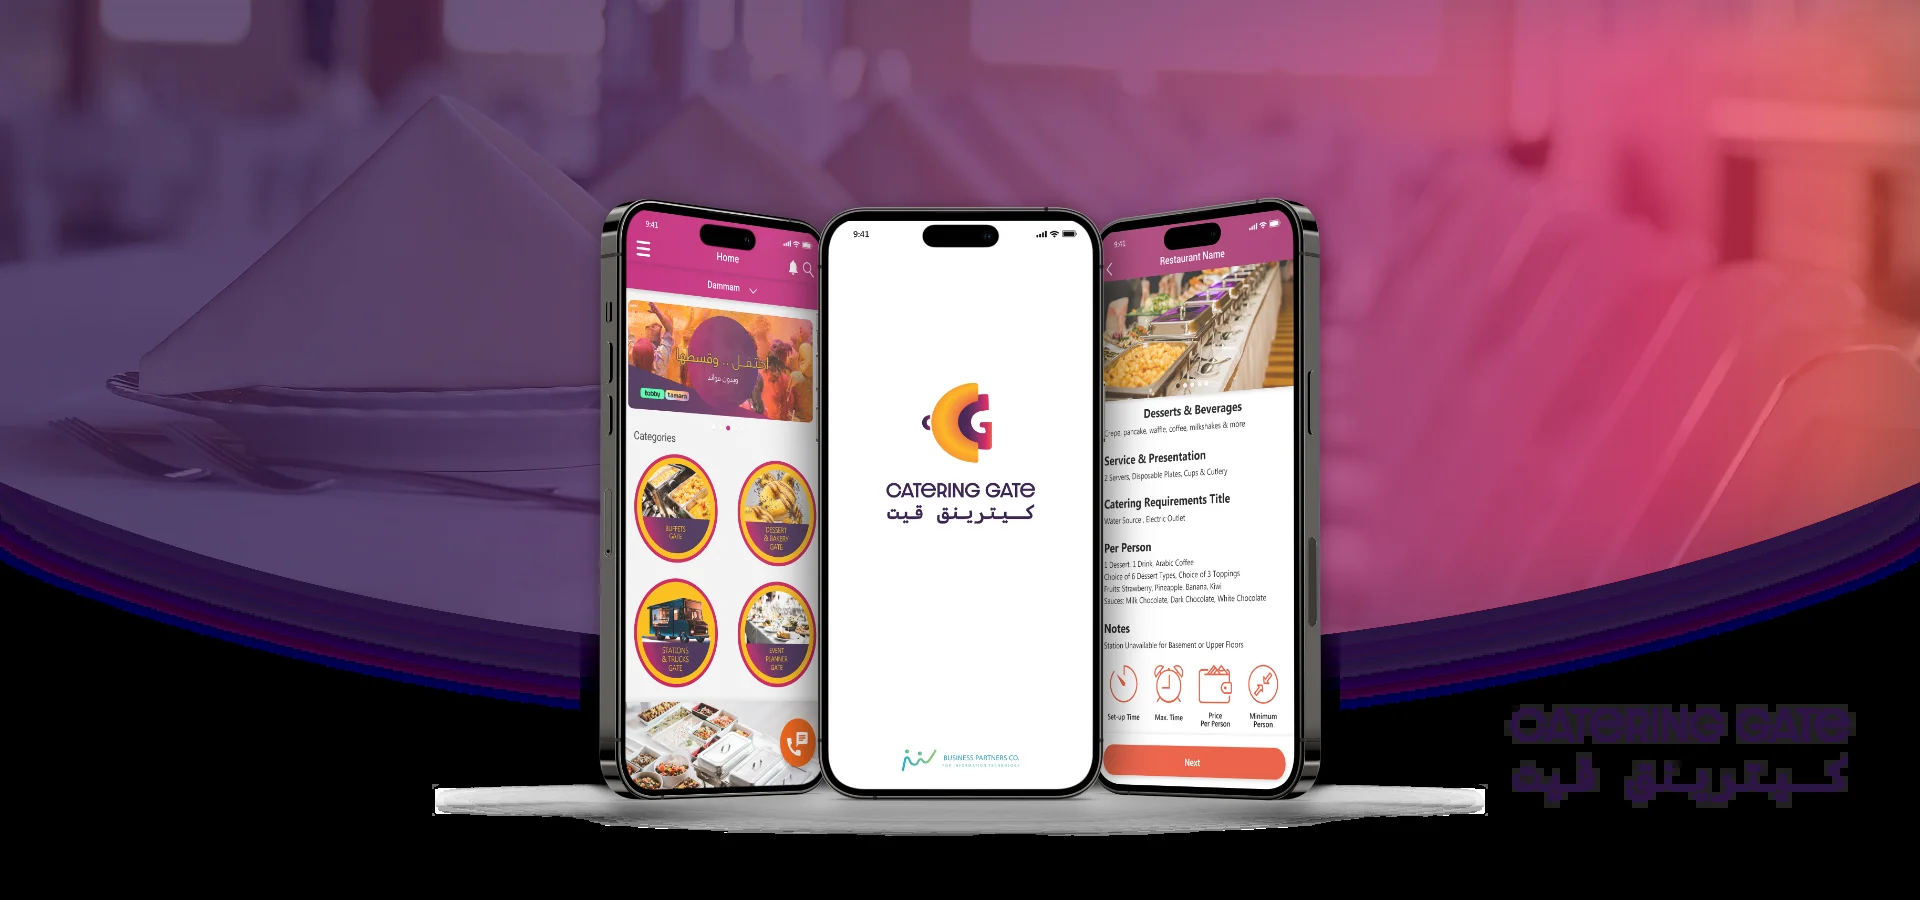 9:41
Home
Dammam
احتفل .. وقسطها
وبدون فوائد
tabby tamara
Categories
BUFFETS
GATE
DESSERT
& BAKERY
GATE
STATIONS
& TRUCKS
GATE
EVENT
PLANNER
GATE
9:41
CATERING GATE
كيترينق قيت
BUSINESS PARTNERS CO.
FOR INFORMATION TECHNOLOGY
9:41
Restaurant Name
Desserts & Beverages
Crepe, pancake, waffle, coffee, milkshakes & more
Service & Presentation
2 Servers, Disposable Plates, Cups & Cutlery
Catering Requirements Title
Water Source , Electric Outlet
Per Person
1 Dessert, 1 Drink, Arabic Coffee
Choice of 6 Dessert Types, Choice of 3 Toppings
Fruits: Strawberry, Pineapple, Banana, Kiwi
Sauces: Milk Chocolate, Dark Chocolate, White Chocolate
Notes
Station Unavailable for Basement or Upper Floors
Set-up Time
Max. Time
Price
Per Person
Minimum
Person
Next
CATERING GATE
كيترينق قيت